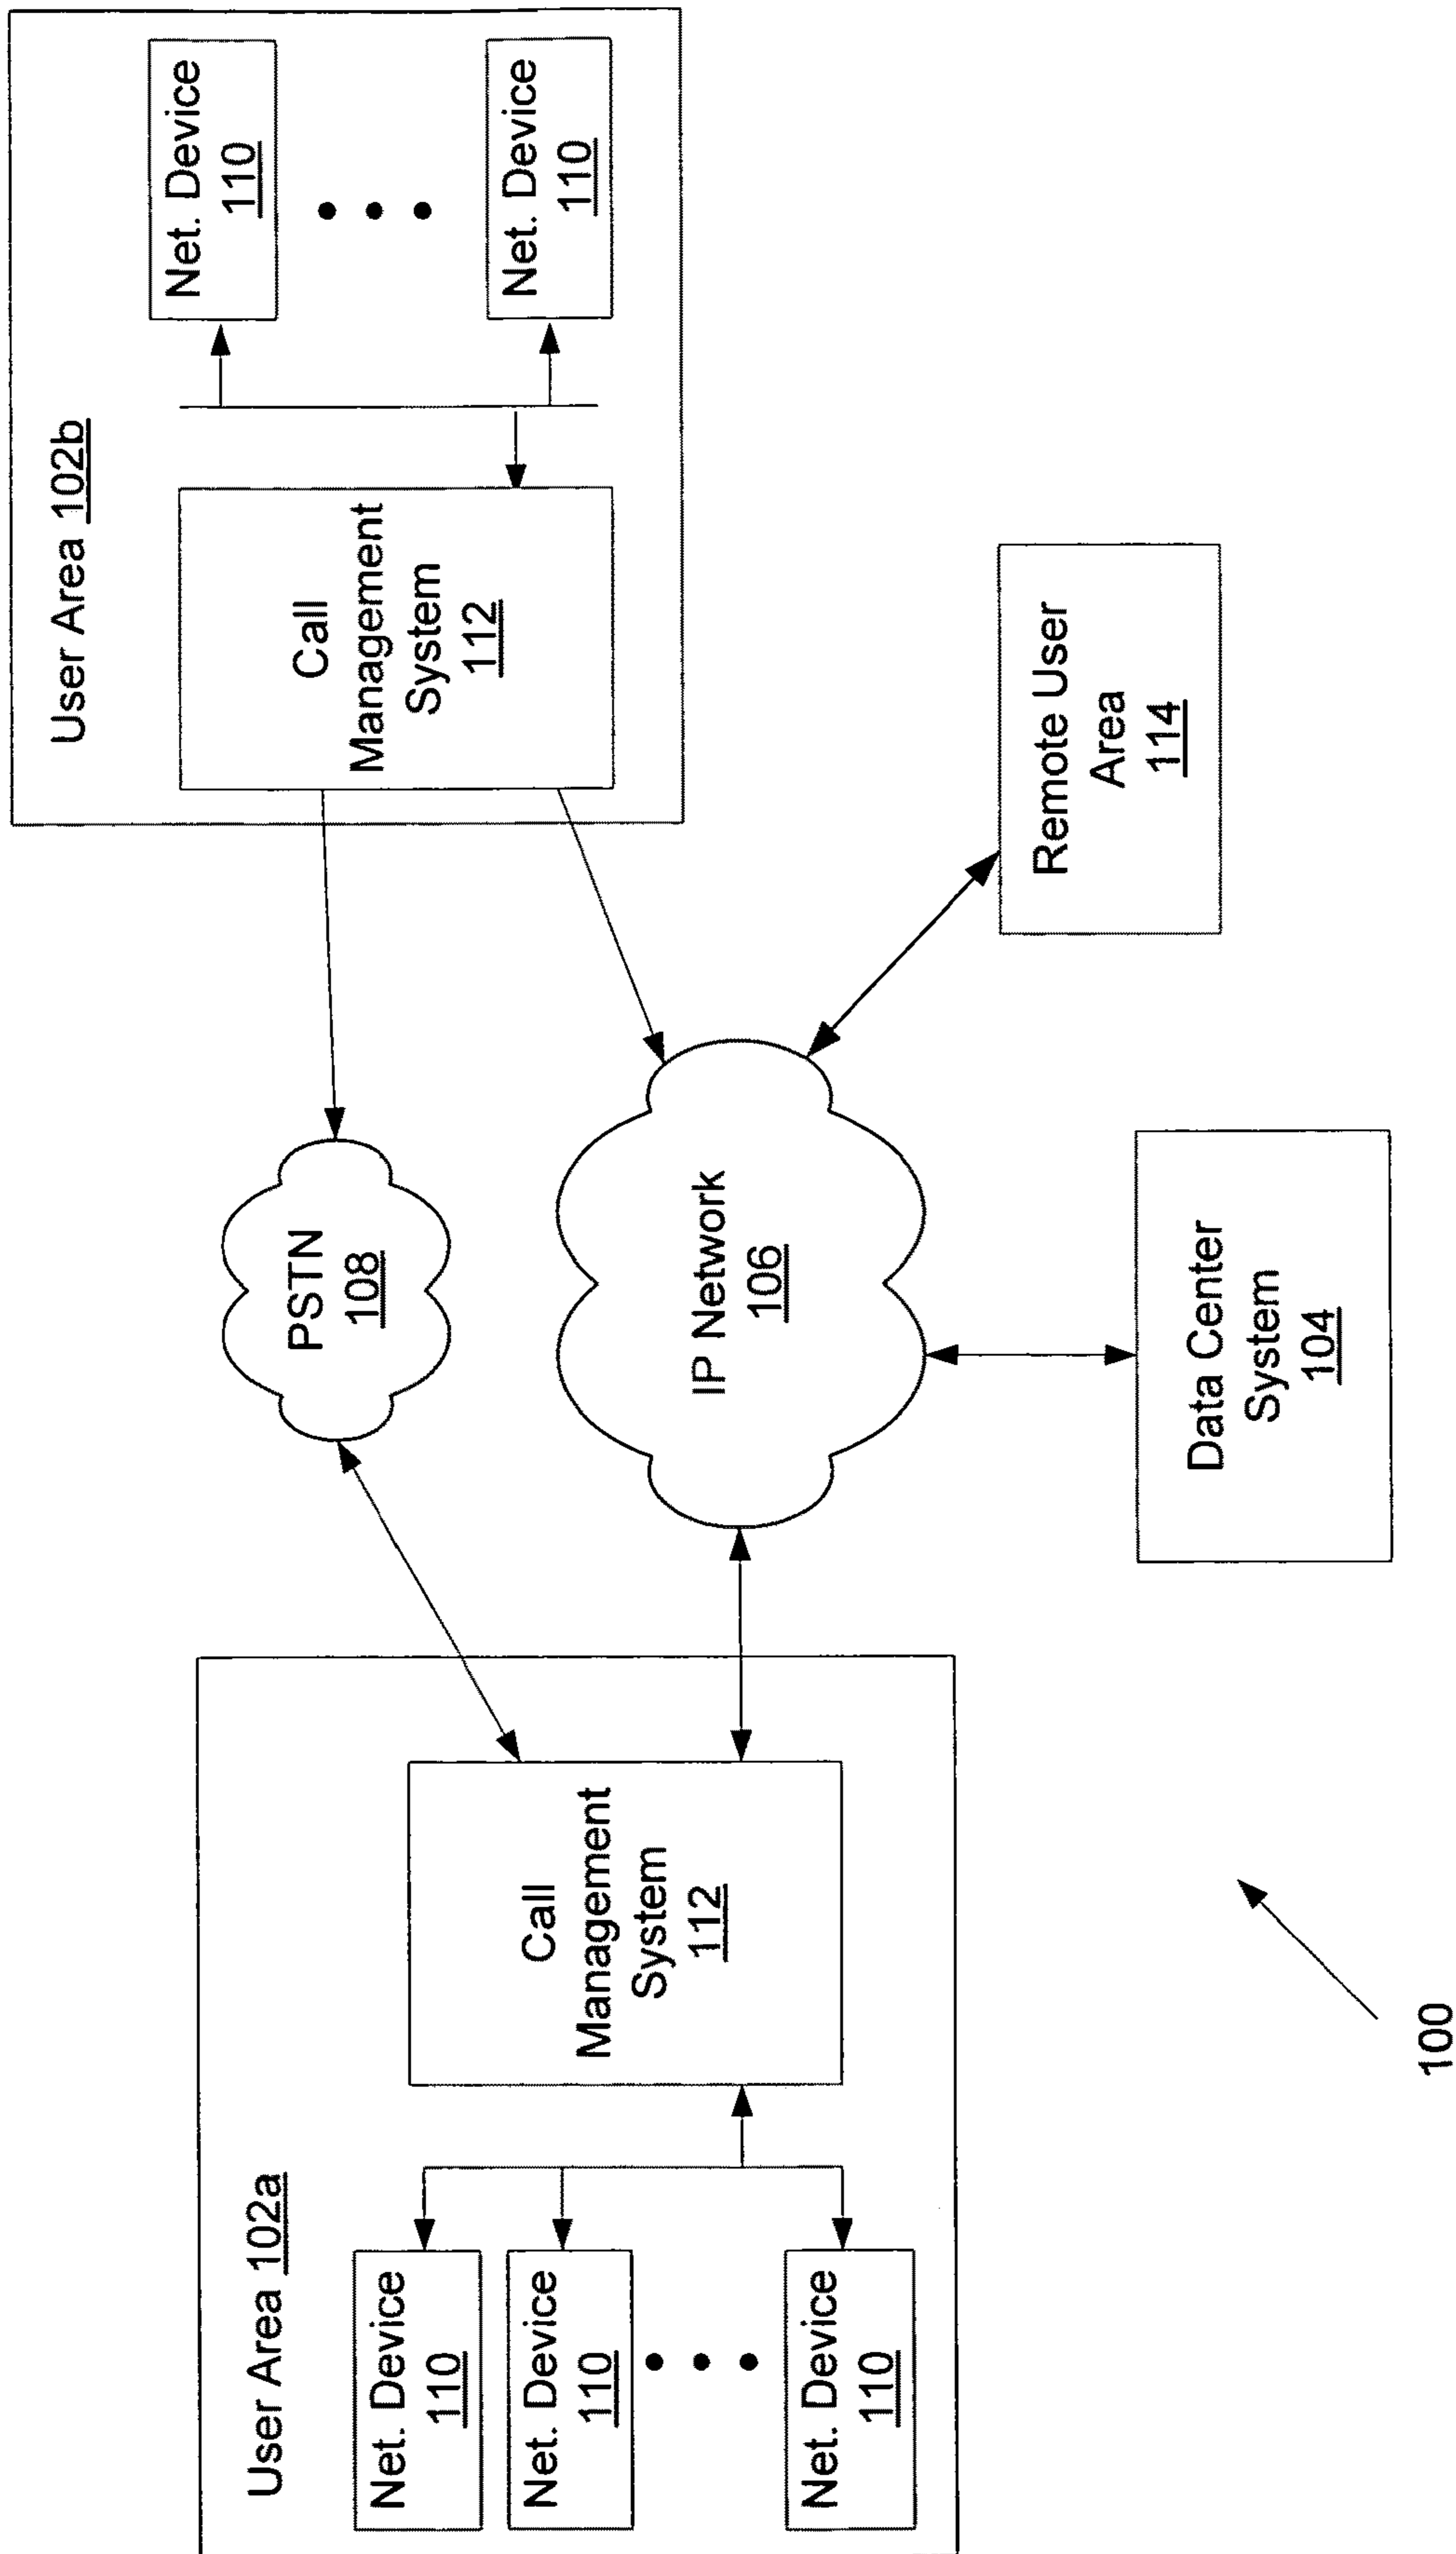 User Area 102a
Net. Device
110
Net. Device
110
Net. Device
110
Call
Management
System
112
PSTN
108
IP Network
106
Data Center
System
104
User Area 102b
Call
Management
System
112
Net. Device
110
Net. Device
110
Remote User
Area
114
100